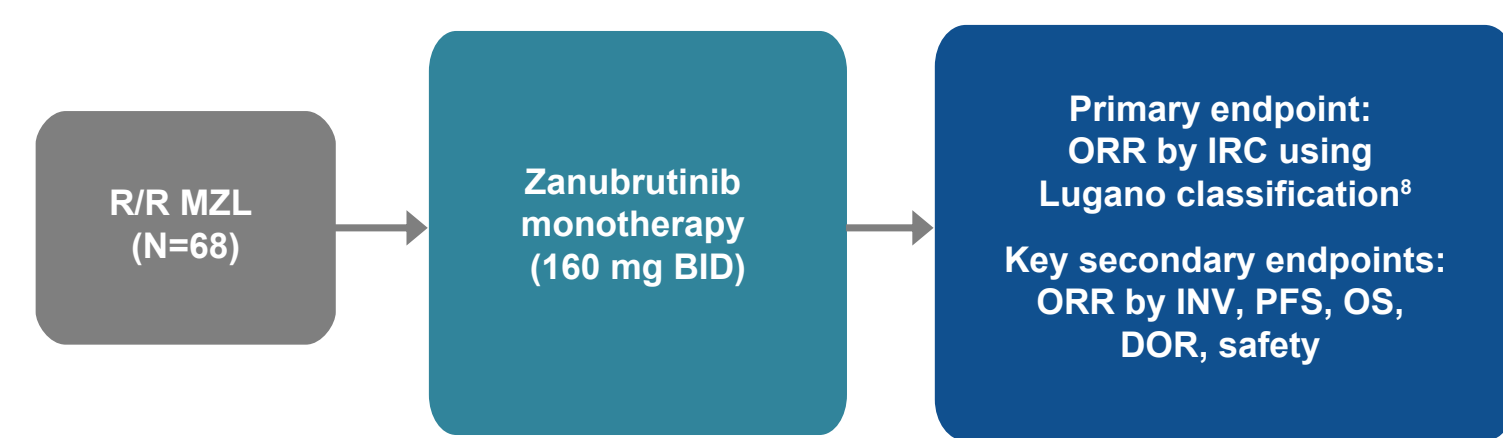 R/R MZL
(N=68)
Zanubrutinib
monotherapy
(160 mg BID)
Primary endpoint:
ORR by IRC using
Lugano classification⁸
Key secondary endpoints:
ORR by INV, PFS, OS,
DOR, safety